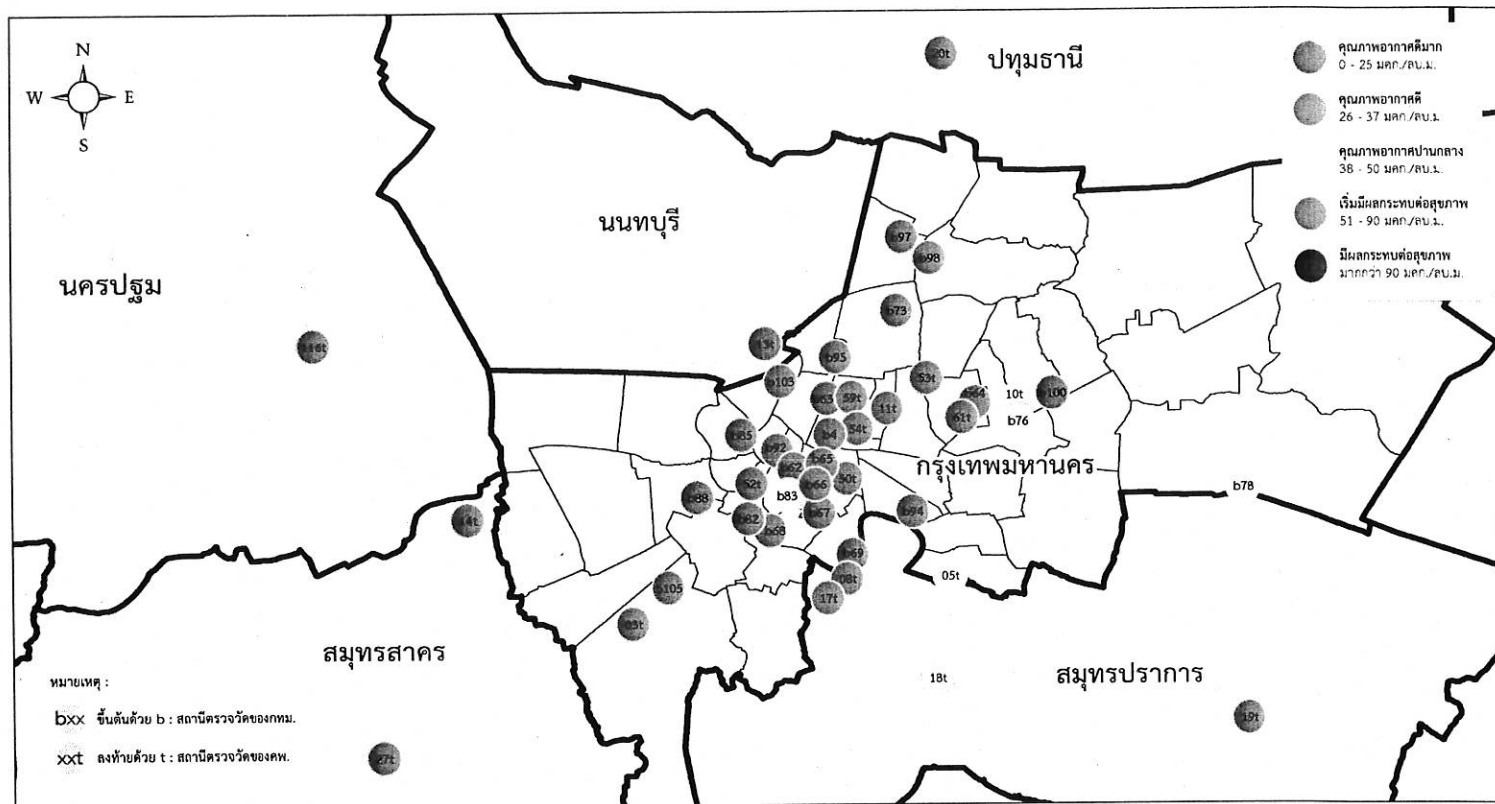 N
W E
S
20t
ปทุมธานี
คุณภาพอากาศดีมาก
0 - 25 มคก./ลบ.ม.
คุณภาพอากาศดี
26 - 37 มคก./ลบ.ม.
คุณภาพอากาศปานกลาง
38 - 50 มคก./ลบ.ม.
เริ่มมีผลกระทบต่อสุขภาพ
51 - 90 มคก./ลบ.ม.
มีผลกระทบต่อสุขภาพ
มากกว่า 90 มคก./ลบ.ม.
นนทบุรี
นครปฐม
b97
b98
b73
13t
116t
b95
b103
53t
b63
59t
11t
b64
61t
10t
b100
b76
b85
b4
54t
b92
b62
b65
กรุงเทพมหานคร
52t
b66
50t
b83
b88
b78
14t
b82
b68
b67
b94
b69
08t
05t
17t
b105
03t
สมุทรสาคร
สมุทรปราการ
18t
19t
27t
หมายเหตุ :
bxx ขึ้นต้นด้วย b : สถานีตรวจวัดของกทม.
xxt ลงท้ายด้วย t : สถานีตรวจวัดของคพ.